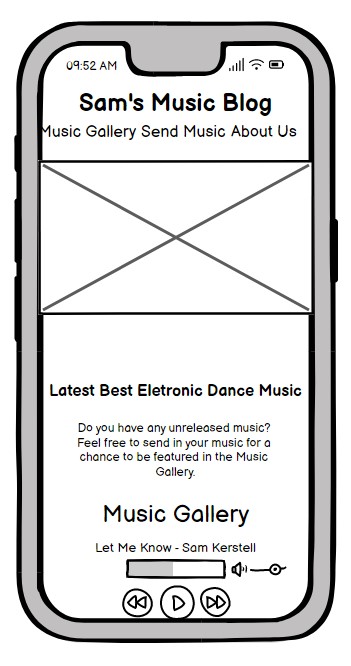 09:52 AM
Sam's Music Blog
Music Gallery Send Music About Us
Latest Best Eletronic Dance Music
Do you have any unreleased music?
Feel free to send in your music for a
chance to be featured in the Music
Gallery.
Music Gallery
Let Me Know - Sam Kerstell